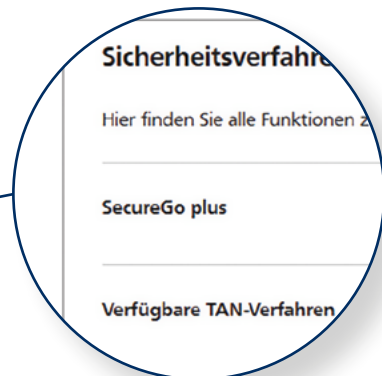 Sicherheitsverfahre
Hier finden Sie alle Funktionen z
SecureGo plus
Verfügbare TAN-Verfahren